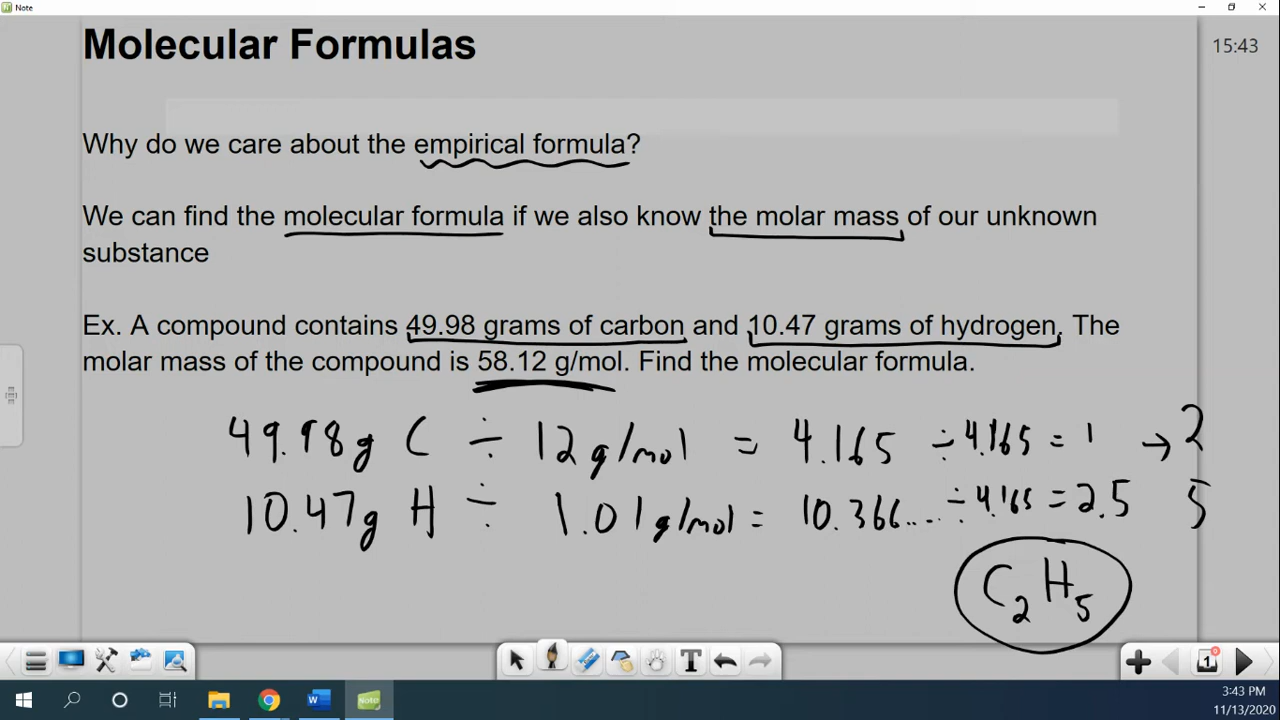 Note
Molecular Formulas
15:43
Why do we care about the empirical formula?
We can find the molecular formula if we also know the molar mass of our unknown
substance
Ex. A compound contains 49.98 grams of carbon and 10.47 grams of hydrogen. The
molar mass of the compound is 58.12 g/mol. Find the molecular formula.
49.98g C ÷ 12 g/mol = 4.165 ÷ 4.165 = 1 → 2
10.47g H ÷ 1.01 g/mol = 10.366.... ÷ 4.165 = 2.5 5
C2H5
T
1
Note
3:43 PM
11/13/2020